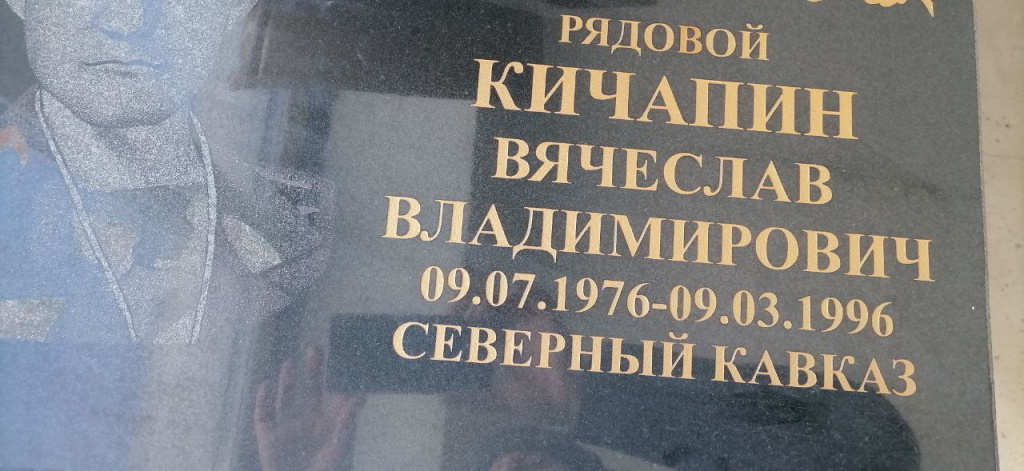 РЯДОВОЙ
КИЧАПИН
ВЯЧЕСЛАВ
ВЛАДИМИРОВИЧ
09.07.1976-09.03.1996
СЕВЕРНЫЙ КАВКАЗ